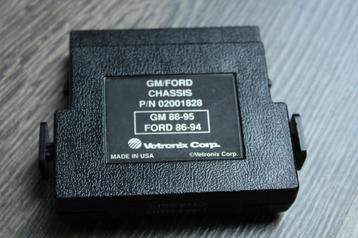 GM/FORD
CHASSIS
P/N 02001828
GM 88-95
FORD 86-94
Vetronix Corp.
MADE IN USA ©Vetronix Corp.